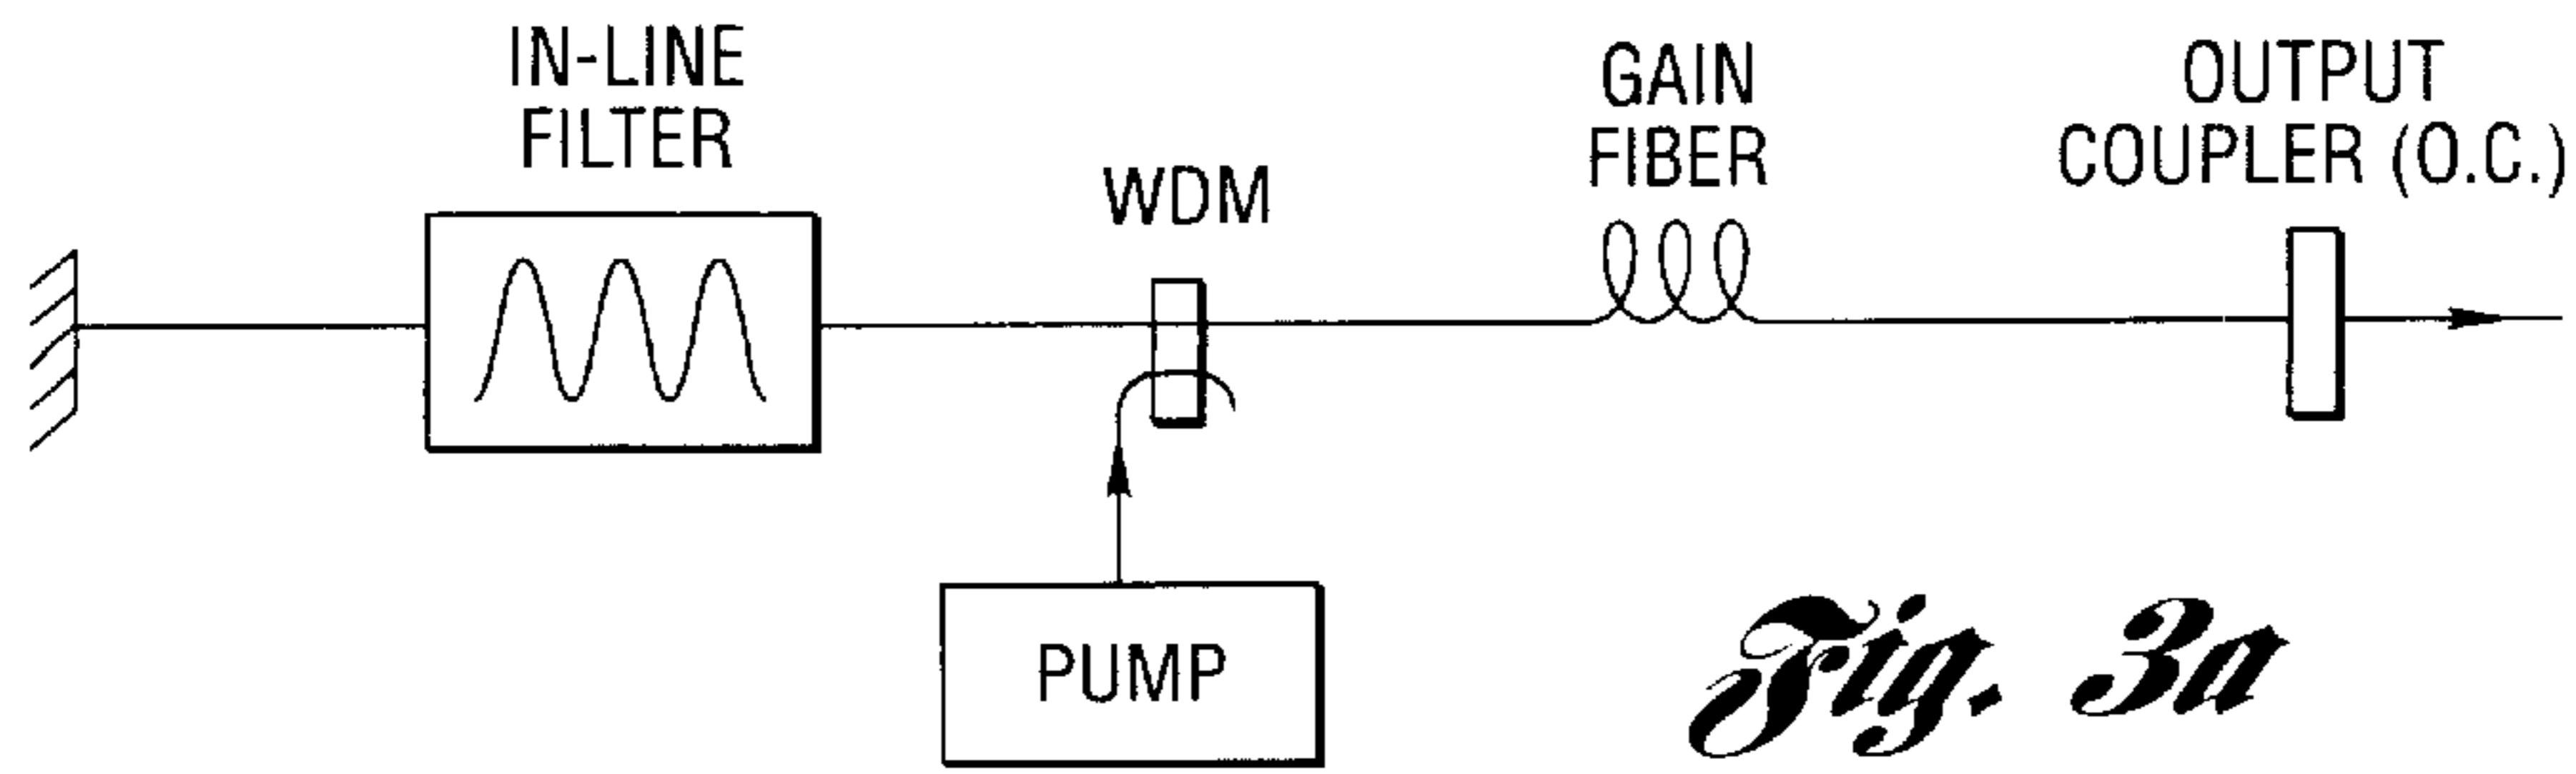 IN-LINE
FILTER
WDM
GAIN
FIBER
OUTPUT
COUPLER (O.C.)
PUMP
Fig. 3a